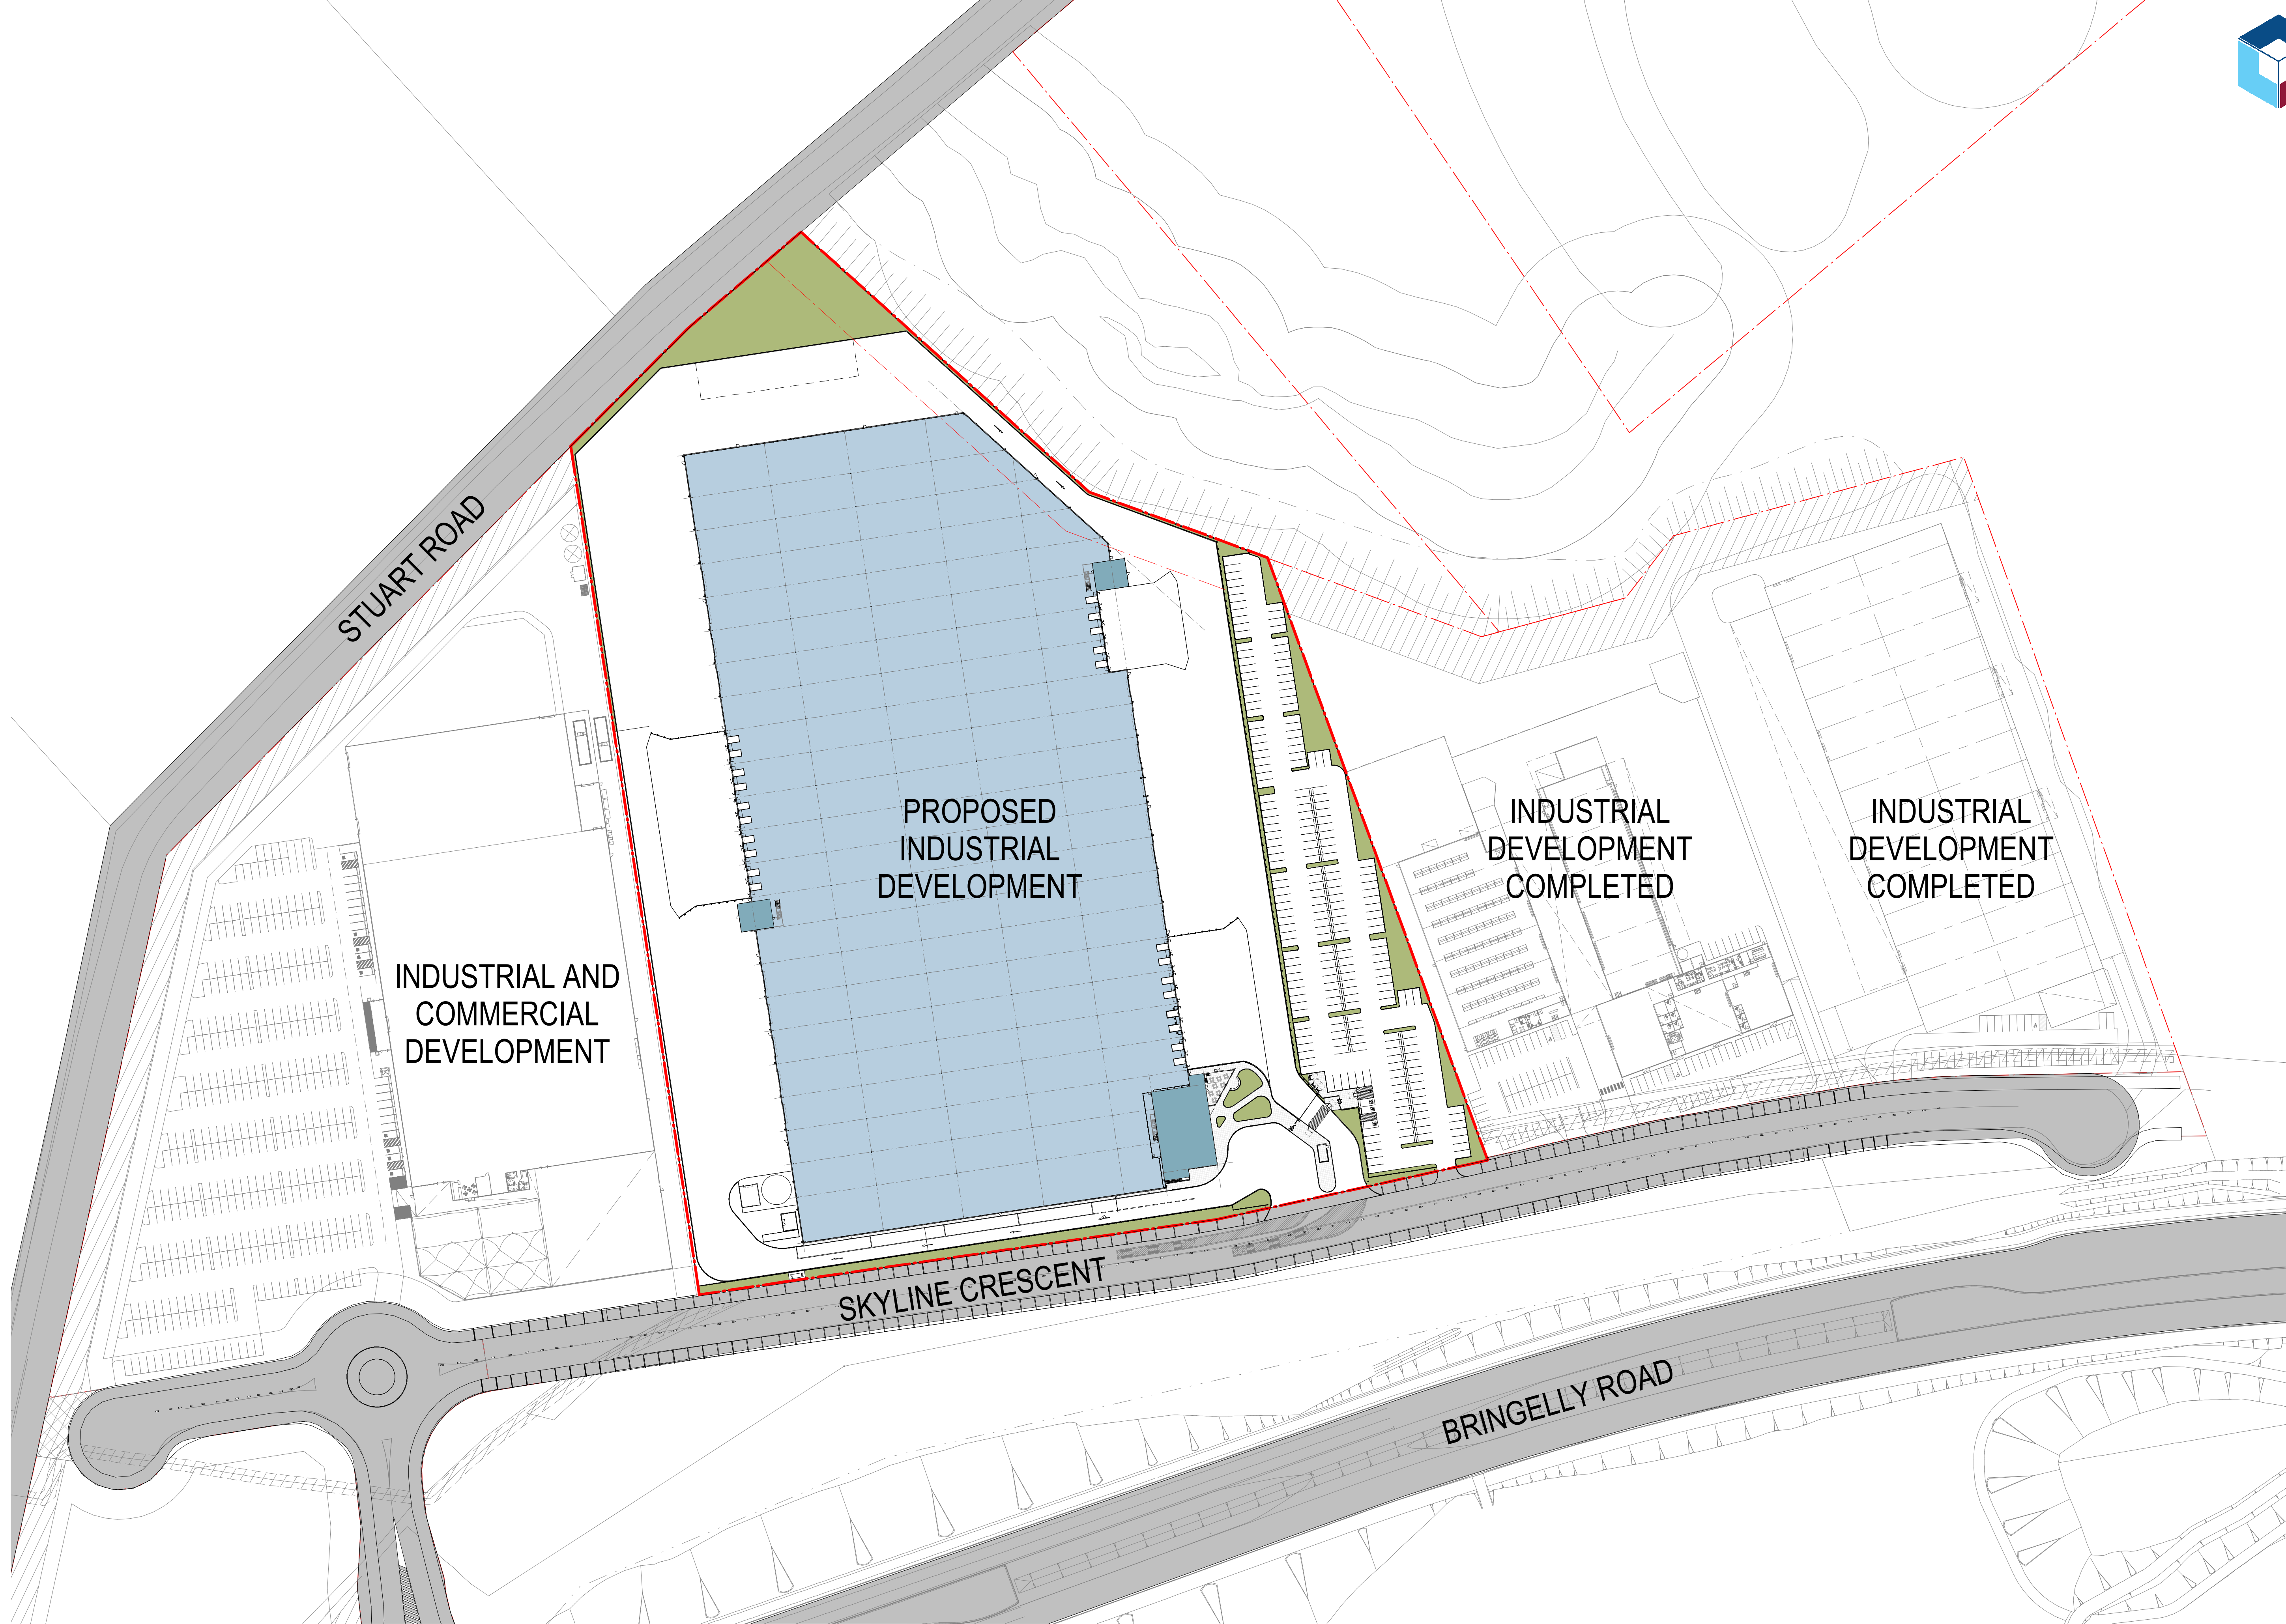 STUART ROAD
PROPOSED
INDUSTRIAL
DEVELOPMENT
INDUSTRIAL
DEVELOPMENT
COMPLETED
INDUSTRIAL
DEVELOPMENT
COMPLETED
INDUSTRIAL AND
COMMERCIAL
DEVELOPMENT
SKYLINE CRESCENT
BRINGELLY ROAD